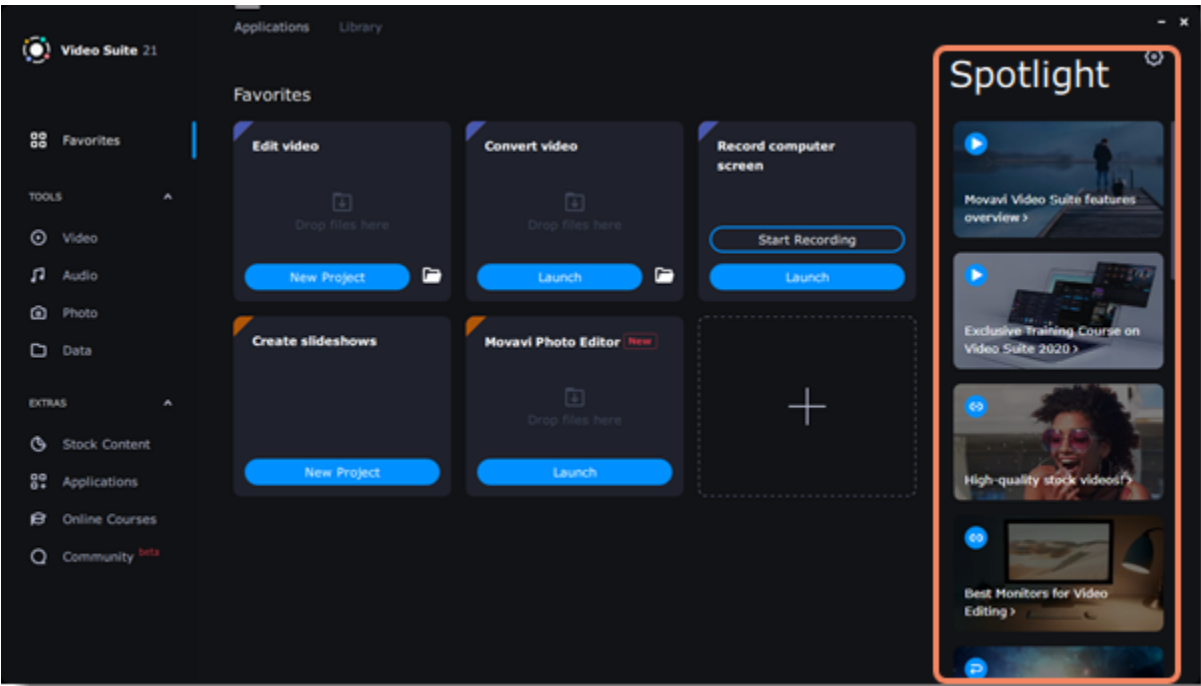 Applications Library
Video Suite 21
Favorites
TOOLS
Video
Audio
Photo
Data
EXTRAS
Stock Content
Applications
Online Courses
Community beta
Favorites
Edit video
Drop files here
New Project
Convert video
Drop files here
Launch
Record computer
screen
Start Recording
Launch
Create slideshows
New Project
Movavi Photo Editor New
Drop files here
Launch
Spotlight
Movavi Video Suite features
overview >
Exclusive Training Course on
Video Suite 2020 >
High-quality stock videos! >
Best Monitors for Video
Editing >